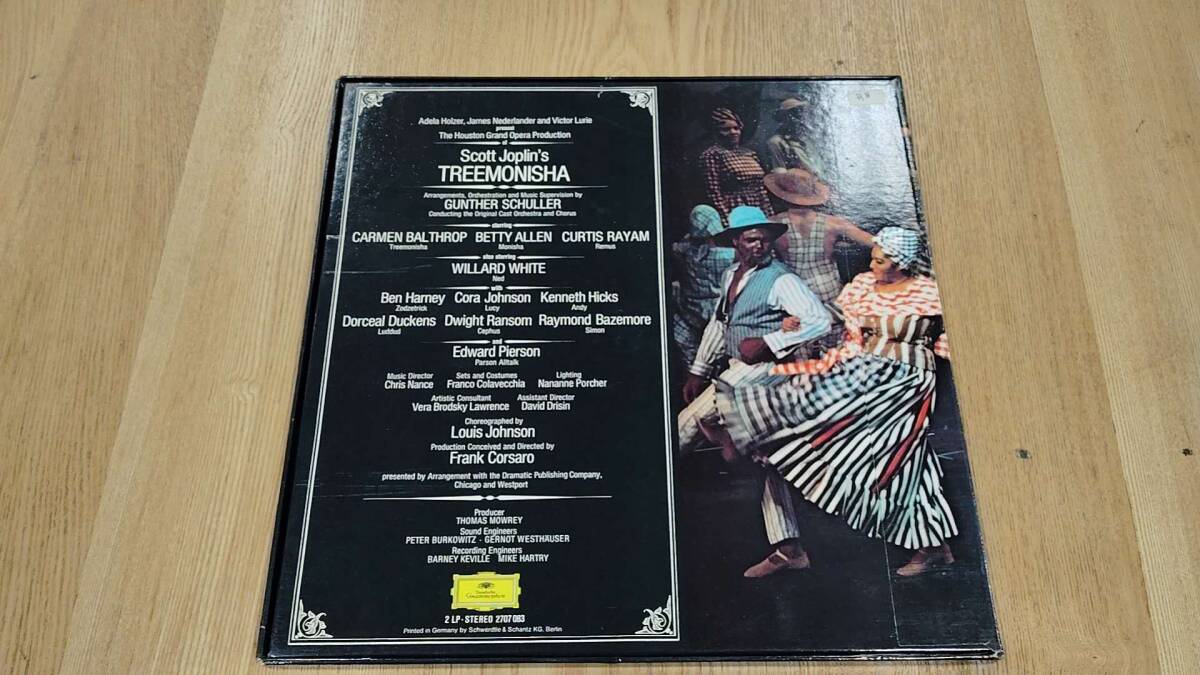 Adela Holzer, James Nederlander and Victor Lurie
present
The Houston Grand Opera Production
of
Scott Joplin's
TREEMONISHA
Arrangements, Orchestration and Music Supervision by
GUNTHER SCHULLER
Conducting the Original Cast Orchestra and Chorus
starring
CARMEN BALTHROP BETTY ALLEN CURTIS RAYAM
Treemonisha Monisha Remus
also starring
WILLARD WHITE
Ned
with
Ben Harney Cora Johnson Kenneth Hicks
Zodzetrick Lucy Andy
Dorceal Duckens Dwight Ransom Raymond Bazemore
Luddud Cephus Simon
and
Edward Pierson
Parson Alltalk
Music Director Sets and Costumes Lighting
Chris Nance Franco Colavecchia Nananne Porcher
Artistic Consultant Assistant Director
Vera Brodsky Lawrence David Drisin
Choreographed by
Louis Johnson
Production Conceived and Directed by
Frank Corsaro
presented by Arrangement with the Dramatic Publishing Company,
Chicago and Westport
Producer
THOMAS MOWREY
Sound Engineers
PETER BURKOWITZ · GERNOT WESTHÄUSER
Recording Engineers
BARNEY KEVILLE MIKE HARTRY
Deutsche
Grammophon
2 LP · STEREO 2707 083
Printed in Germany by Schwerdtle & Schantz KG, Berlin